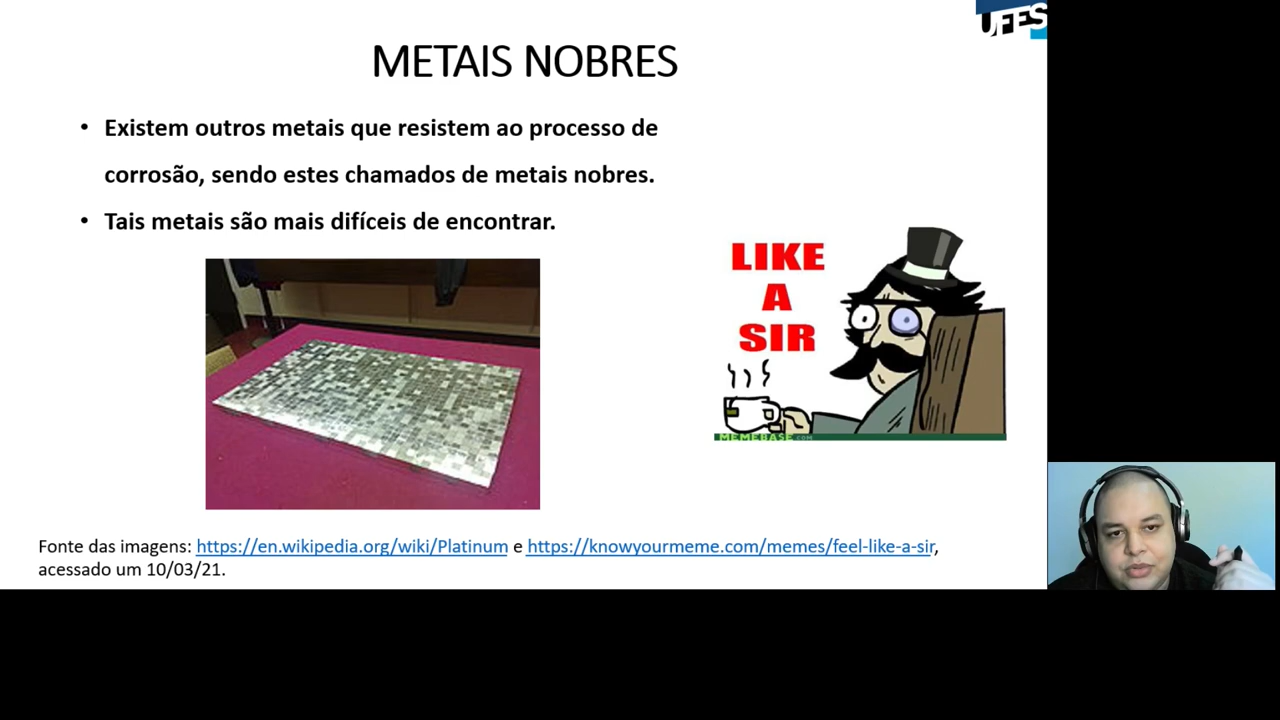 UFES
METAIS NOBRES
• Existem outros metais que resistem ao processo de
corrosão, sendo estes chamados de metais nobres.
• Tais metais são mais difíceis de encontrar.
LIKE
A
SIR
MEMEBASE.COM
Fonte das imagens: https://en.wikipedia.org/wiki/Platinum e https://knowyourmeme.com/memes/feel-like-a-sir,
acessado um 10/03/21.